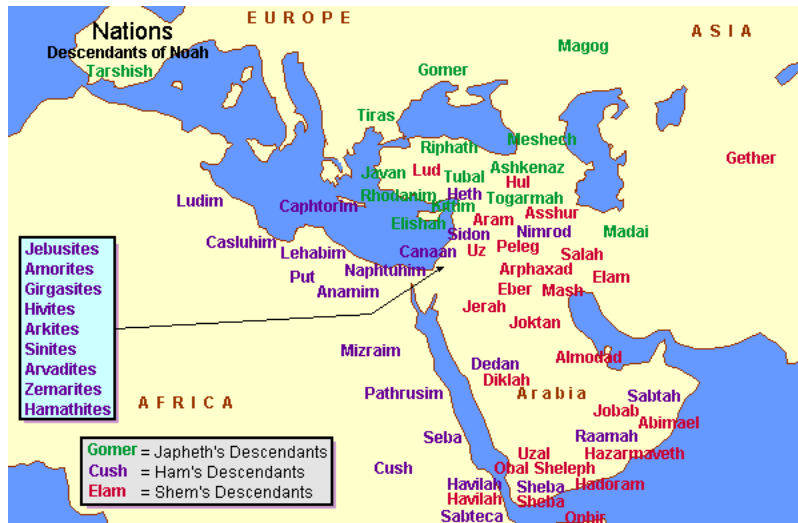 EUROPE
ASIA
Nations
Descendants of Noah
Tarshish
Magog
Gomer
Tiras
Riphath
Meshech
Gether
Javan
Lud
Tubal
Ashkenaz
Hul
Rhodanim
Heth
Togarmah
Kittim
Ludim
Caphtorim
Elishah
Aram
Asshur
Sidon
Nimrod
Madai
Casluhim
Lehabim
Canaan
Uz
Peleg
Salah
Put
Naphtuhim
Arphaxad
Elam
Anamim
Eber
Mash
Jerah
Joktan
Jebusites
Amorites
Girgasites
Hivites
Arkites
Sinites
Arvadites
Zemarites
Hamathites
Mizraim
Dedan
Almodad
Diklah
Pathrusim
Arabia
Sabtah
AFRICA
Jobab
Abimael
Seba
Raamah
Uzal
Hazarmaveth
Cush
Obal Sheleph
Havilah
Sheba
Hadoram
Havilah
Sheba
Sabteca
Ophir
Gomer = Japheth's Descendants
Cush = Ham's Descendants
Elam = Shem's Descendants